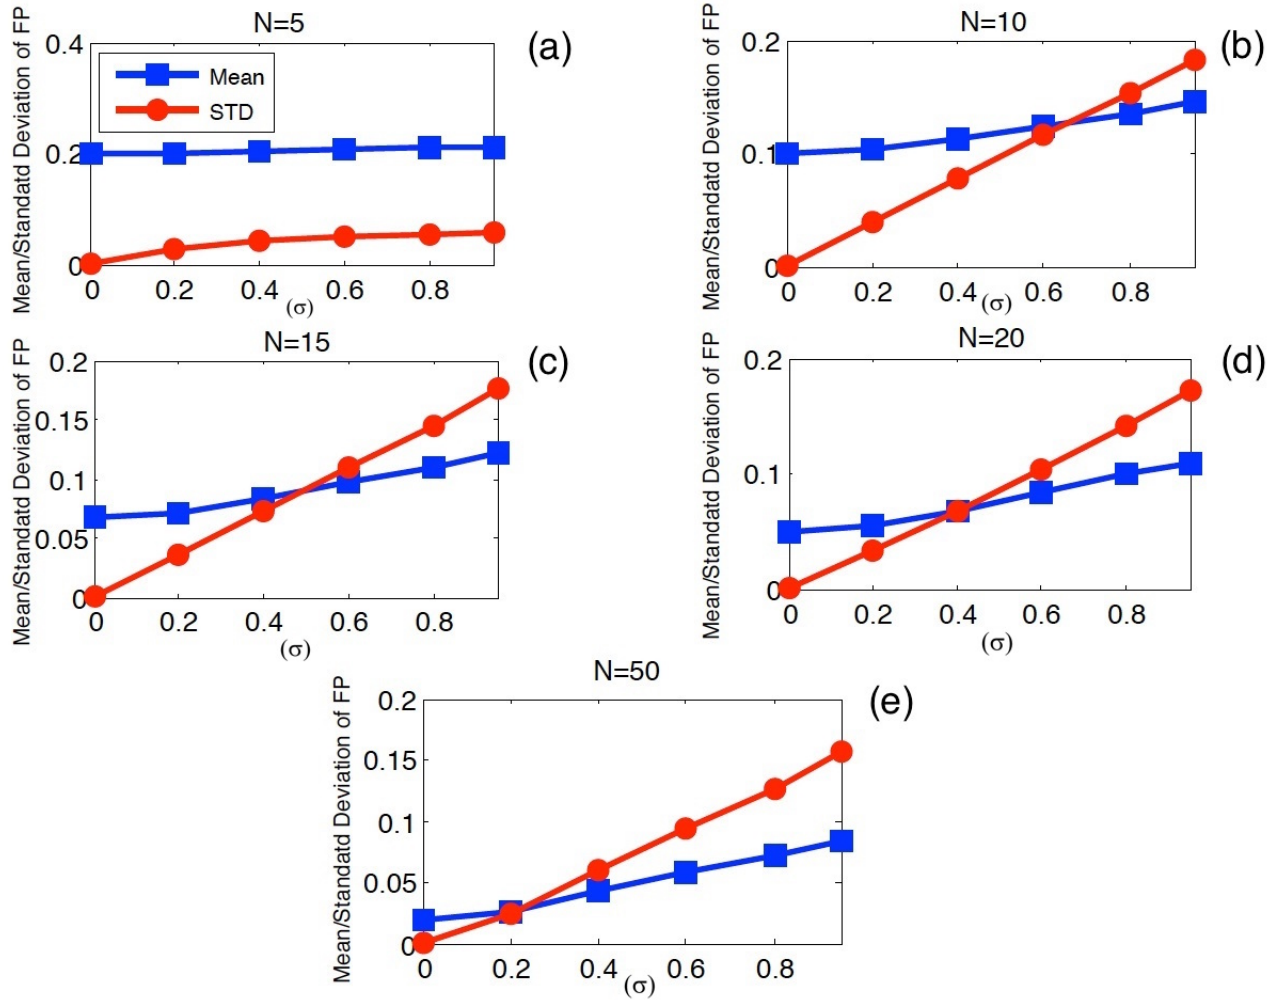 N=5
(a)
Mean/Standatd Deviation of FP
0.4
0.2
0
Mean
STD
0 0.2 0.4 0.6 0.8
(σ)
N=10
(b)
Mean/Standatd Deviation of FP
0.2
0.1
0
0 0.2 0.4 0.6 0.8
(σ)
N=15
(c)
Mean/Standatd Deviation of FP
0.2
0.15
0.1
0.05
0
0 0.2 0.4 0.6 0.8
(σ)
N=20
(d)
Mean/Standatd Deviation of FP
0.2
0.1
0
0 0.2 0.4 0.6 0.8
(σ)
N=50
(e)
Mean/Standatd Deviation of FP
0.2
0.15
0.1
0.05
0
0 0.2 0.4 0.6 0.8
(σ)